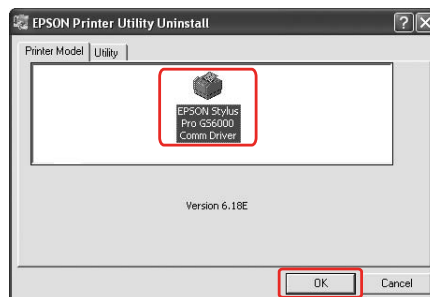 EPSON Printer Utility Uninstall
Printer Model
Utility
EPSON Stylus
Pro GS6000
Comm Driver
Version 6.18E
OK
Cancel